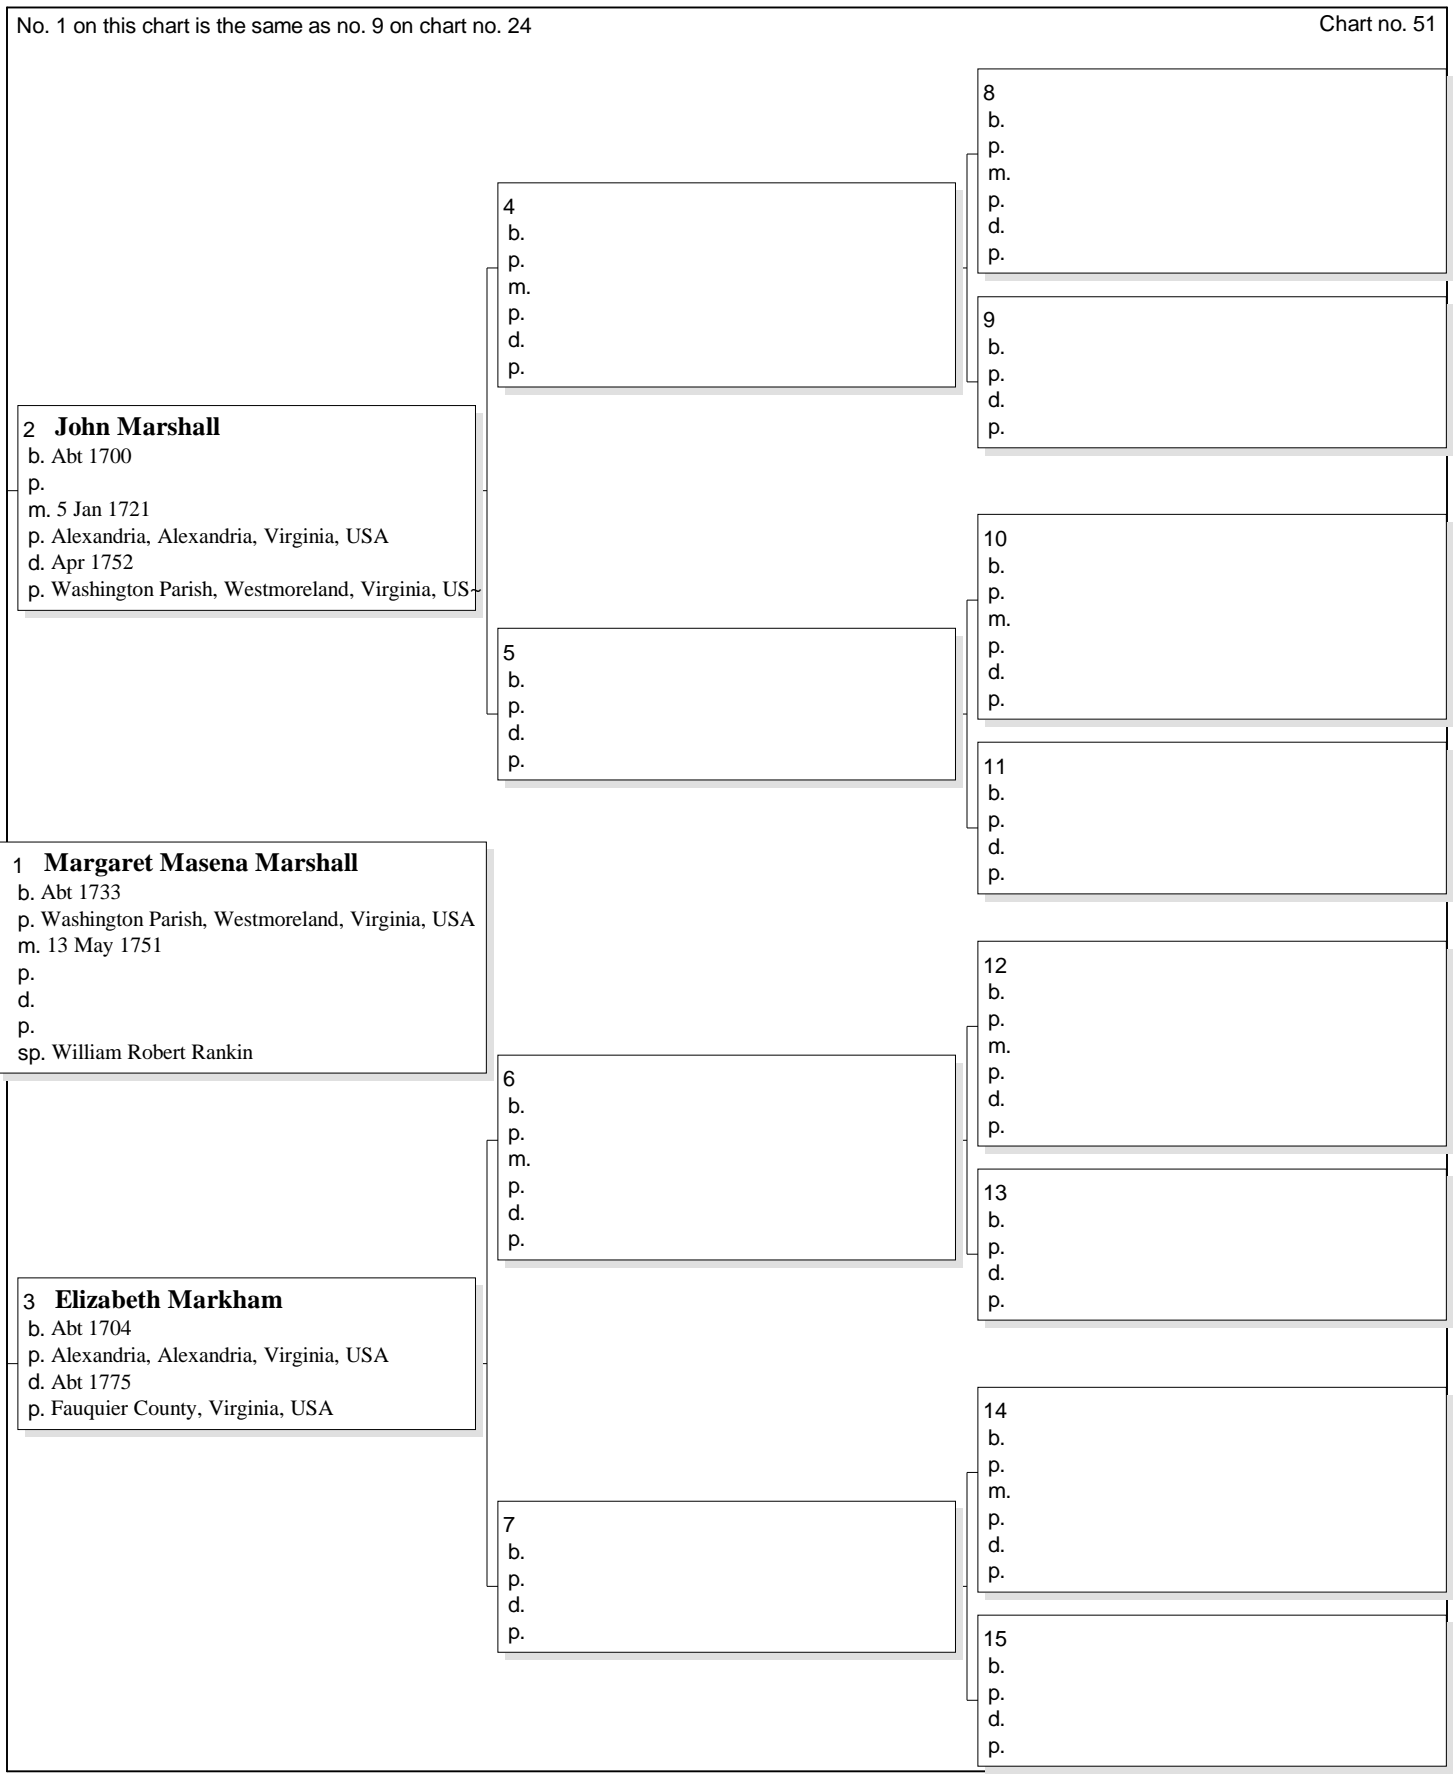 No. 1 on this chart is the same as no. 9 on chart no. 24
Chart no. 51
8
b.
p.
m.
p.
d.
p.
4
b.
p.
m.
p.
d.
p.
9
b.
p.
d.
p.
2 John Marshall
b. Abt 1700
p.
m. 5 Jan 1721
p. Alexandria, Alexandria, Virginia, USA
d. Apr 1752
p. Washington Parish, Westmoreland, Virginia, US~
10
b.
p.
m.
p.
d.
p.
5
b.
p.
d.
p.
11
b.
p.
d.
p.
1 Margaret Masena Marshall
b. Abt 1733
p. Washington Parish, Westmoreland, Virginia, USA
m. 13 May 1751
p.
d.
p.
sp. William Robert Rankin
12
b.
p.
m.
p.
d.
p.
6
b.
p.
m.
p.
d.
p.
13
b.
p.
d.
p.
3 Elizabeth Markham
b. Abt 1704
p. Alexandria, Alexandria, Virginia, USA
d. Abt 1775
p. Fauquier County, Virginia, USA
14
b.
p.
m.
p.
d.
p.
7
b.
p.
d.
p.
15
b.
p.
d.
p.